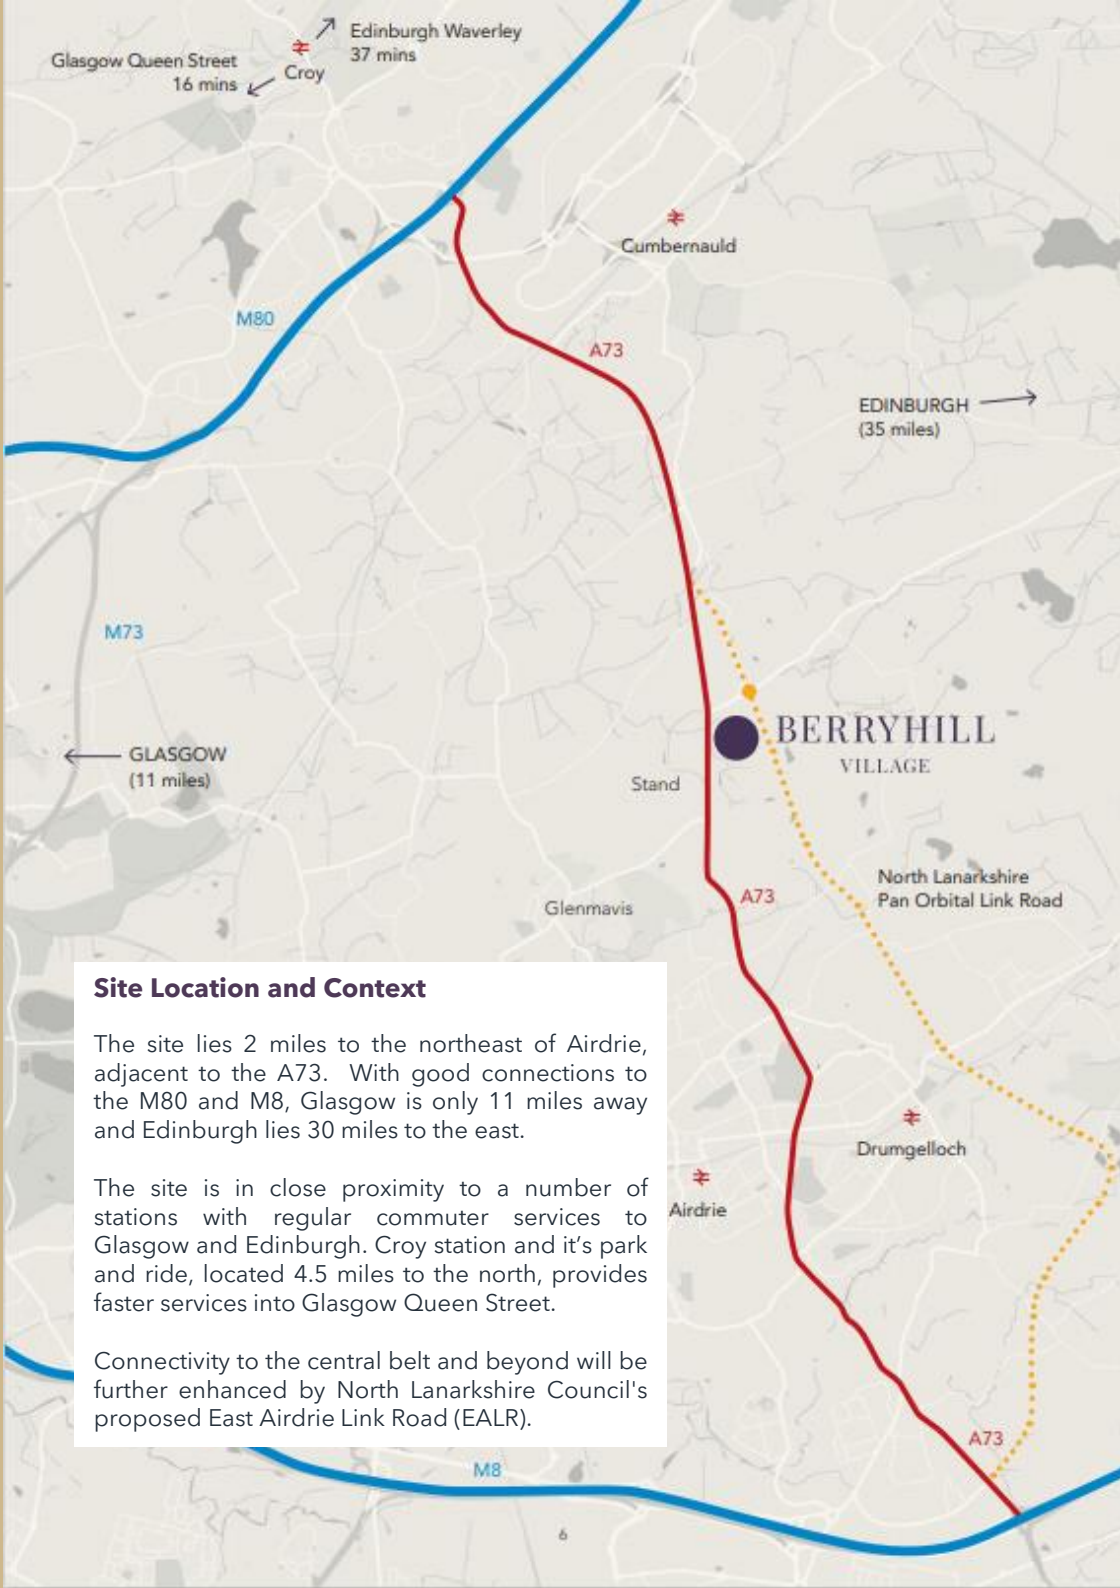 Edinburgh Waverley
37 mins
Glasgow Queen Street
16 mins
Croy
Cumbernauld
M80
A73
EDINBURGH
(35 miles)
M73
BERRYHILL
VILLAGE
GLASGOW
(11 miles)
Stand
North Lanarkshire
Pan Orbital Link Road
A73
Glenmavis
Site Location and Context
The site lies 2 miles to the northeast of Airdrie,
adjacent to the A73. With good connections to
the M80 and M8, Glasgow is only 11 miles away
and Edinburgh lies 30 miles to the east.
The site is in close proximity to a number of
stations with regular commuter services to
Glasgow and Edinburgh. Croy station and it's park
and ride, located 4.5 miles to the north, provides
faster services into Glasgow Queen Street.
Connectivity to the central belt and beyond will be
further enhanced by North Lanarkshire Council's
proposed East Airdrie Link Road (EALR).
Drumgelloch
Airdrie
A73
M8
6